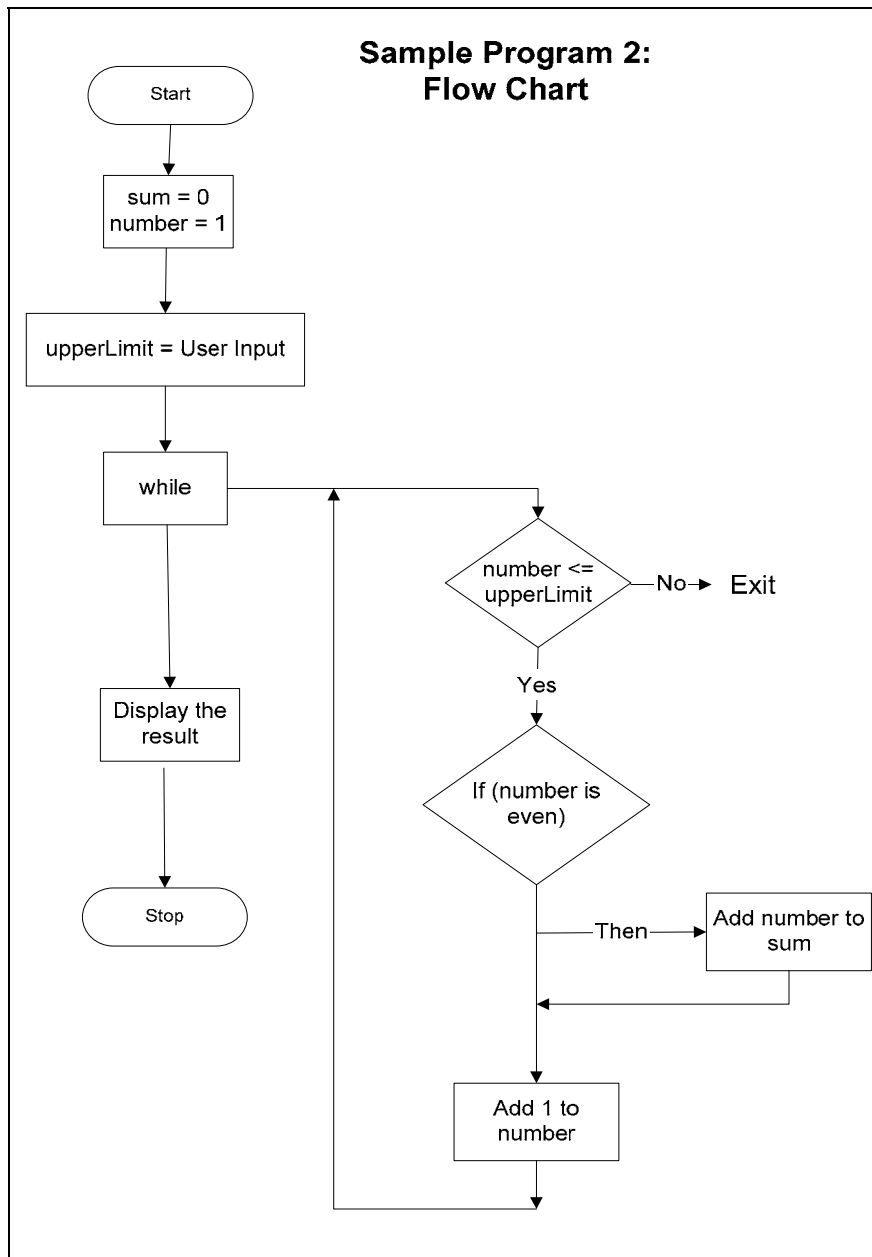 Sample Program 2:
Flow Chart
Start
sum = 0
number = 1
upperLimit = User Input
while
number <=
upperLimit
No
Exit
Yes
Display the
result
If (number is
even)
Stop
Then
Add number to
sum
Add 1 to
number